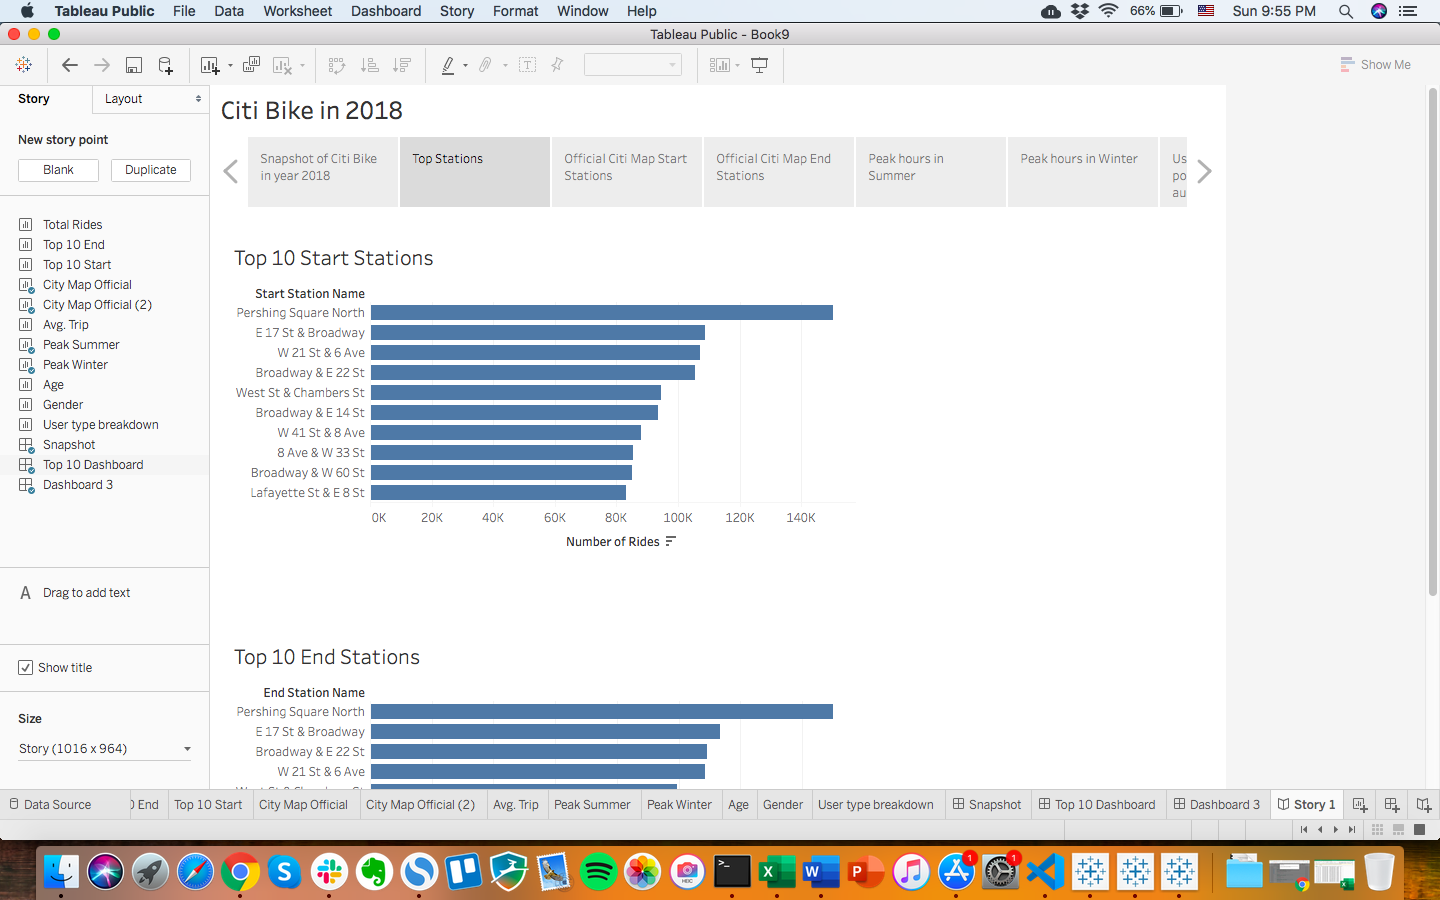 Tableau Public File Data Worksheet Dashboard Story Format Window Help 66% Sun 9:55 PM
Tableau Public - Book9
Show Me
Story Layout
New story point
Blank Duplicate
Total Rides
Top 10 End
Top 10 Start
City Map Official
City Map Official (2)
Avg. Trip
Peak Summer
Peak Winter
Age
Gender
User type breakdown
Snapshot
Top 10 Dashboard
Dashboard 3
A Drag to add text
Show title
Size
Story (1016 x 964)
Citi Bike in 2018
Snapshot of Citi Bike
in year 2018
Top Stations
Official Citi Map Start
Stations
Official Citi Map End
Stations
Peak hours in
Summer
Peak hours in Winter
Us
po
au
Top 10 Start Stations
Start Station Name
Pershing Square North
E 17 St & Broadway
W 21 St & 6 Ave
Broadway & E 22 St
West St & Chambers St
Broadway & E 14 St
W 41 St & 8 Ave
8 Ave & W 33 St
Broadway & W 60 St
Lafayette St & E 8 St
0K 20K 40K 60K 80K 100K 120K 140K
Number of Rides
Top 10 End Stations
End Station Name
Pershing Square North
E 17 St & Broadway
Broadway & E 22 St
W 21 St & 6 Ave
Data Source 0 End Top 10 Start City Map Official City Map Official (2) Avg. Trip Peak Summer Peak Winter Age Gender User type breakdown Snapshot Top 10 Dashboard Dashboard 3 Story 1
1 1